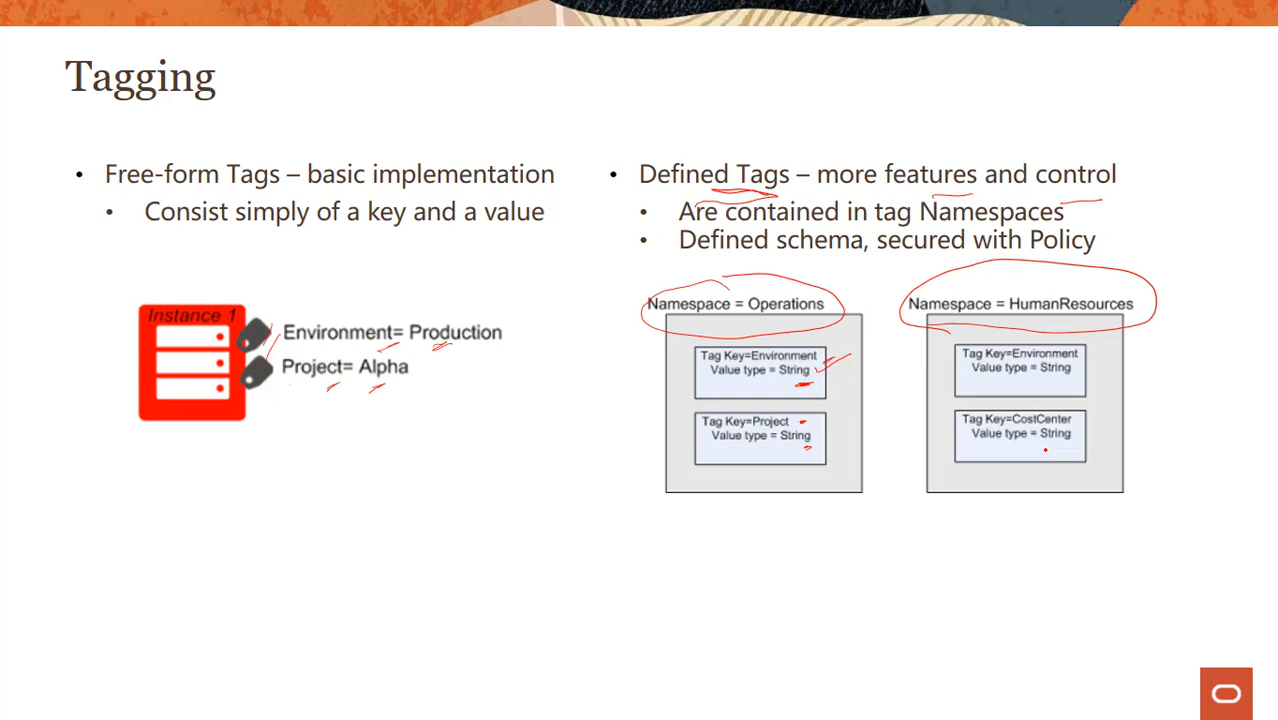 Tagging
• Free-form Tags – basic implementation
• Consist simply of a key and a value
Instance 1
Environment= Production
Project= Alpha
• Defined Tags – more features and control
• Are contained in tag Namespaces
• Defined schema, secured with Policy
Namespace = Operations
Tag Key=Environment
Value type = String
Tag Key=Project
Value type = String
Namespace = HumanResources
Tag Key=Environment
Value type = String
Tag Key=CostCenter
Value type = String